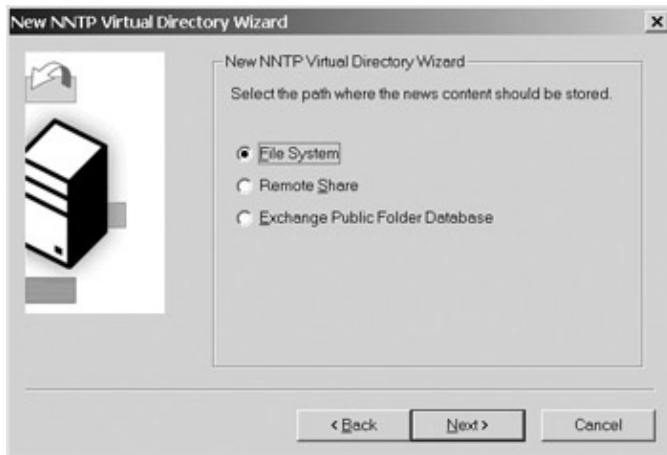 New NNTP Virtual Directory Wizard
New NNTP Virtual Directory Wizard
Select the path where the news content should be stored.
File System
Remote Share
Exchange Public Folder Database
< Back
Next >
Cancel